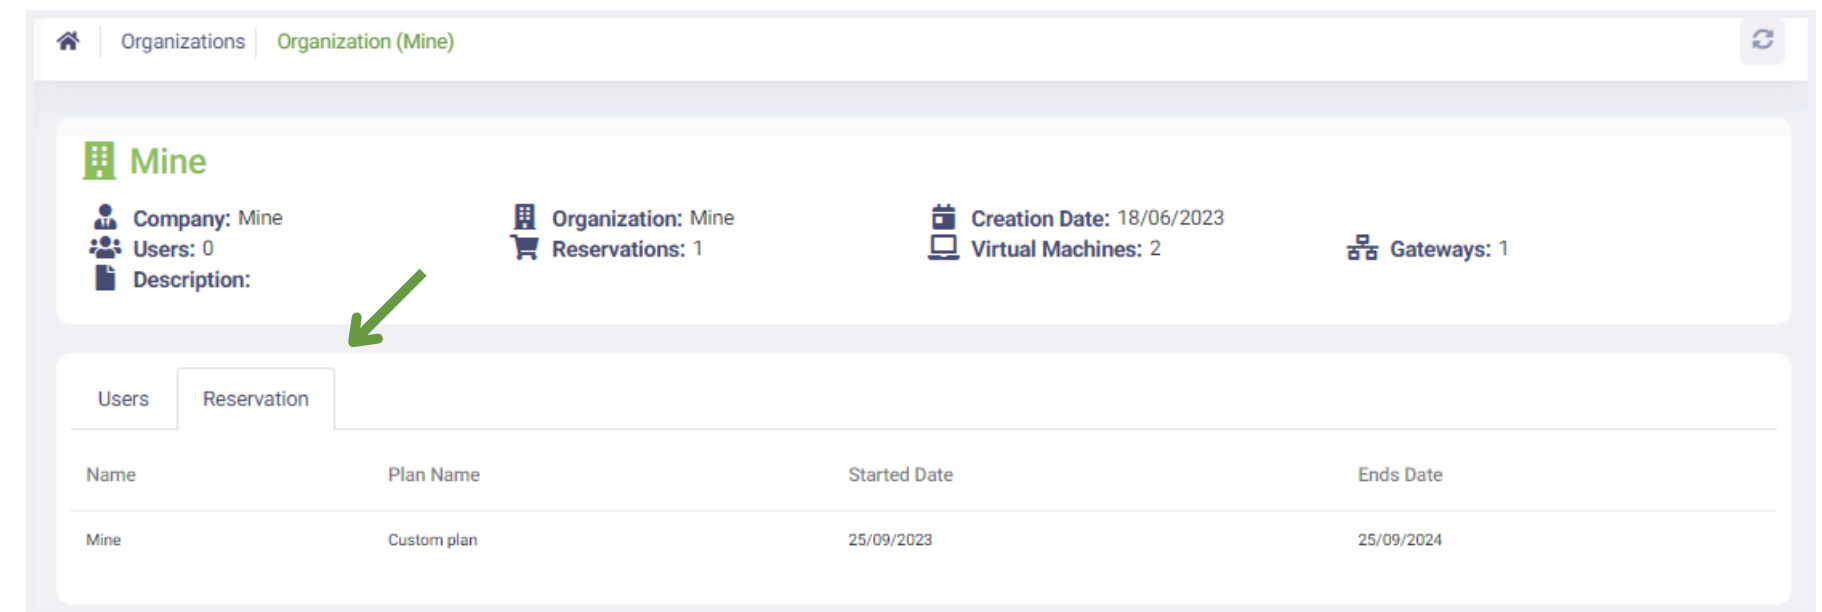 Organizations Organization (Mine)
Mine
Company: Mine Organization: Mine Creation Date: 18/06/2023
Users: 0 Reservations: 1 Virtual Machines: 2 Gateways: 1
Description:
Users Reservation
Name Plan Name Started Date Ends Date
Mine Custom plan 25/09/2023 25/09/2024